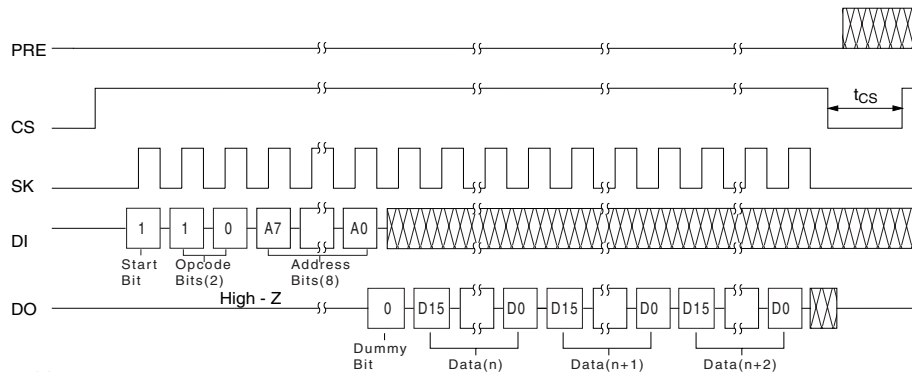 PRE
CS
tCS
SK
DI
1 1 0 A7 A0
Start Bit
Opcode Bits(2)
Address Bits(8)
High - Z
DO
0 D15 D0 D15 D0 D15 D0
Dummy Bit
Data(n)
Data(n+1)
Data(n+2)